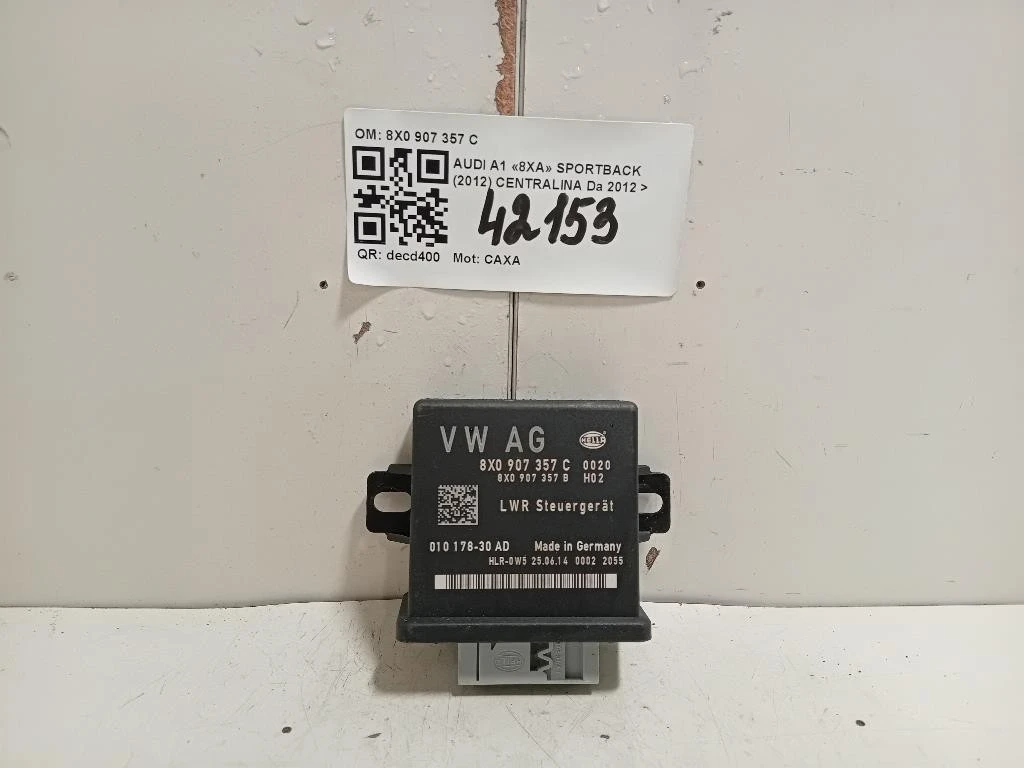 OM: 8X0 907 357 C
AUDI A1 «8XA» SPORTBACK
(2012) CENTRALINA Da 2012 >
42153
QR: decd400 Mot: CAXA
VW AG HELLA
8X0 907 357 C 0020
8X0 907 357 B H02
LWR Steuergerät
010 178-30 AD Made in Germany
HLR-0W5 25.06.14 0002 2055
HELLA